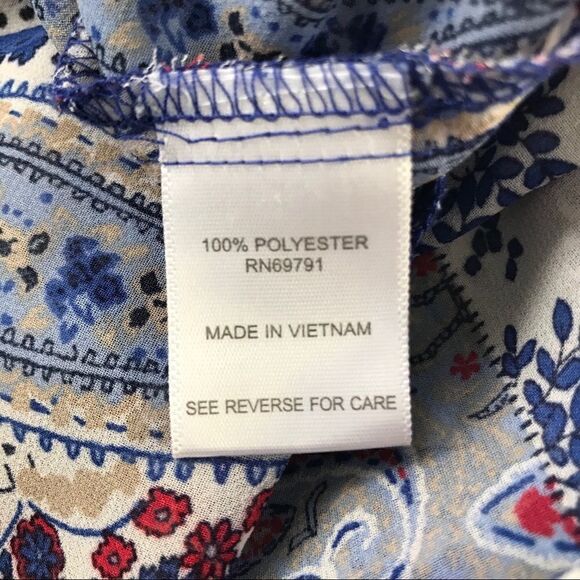 100% POLYESTER
RN69791
MADE IN VIETNAM
SEE REVERSE FOR CARE